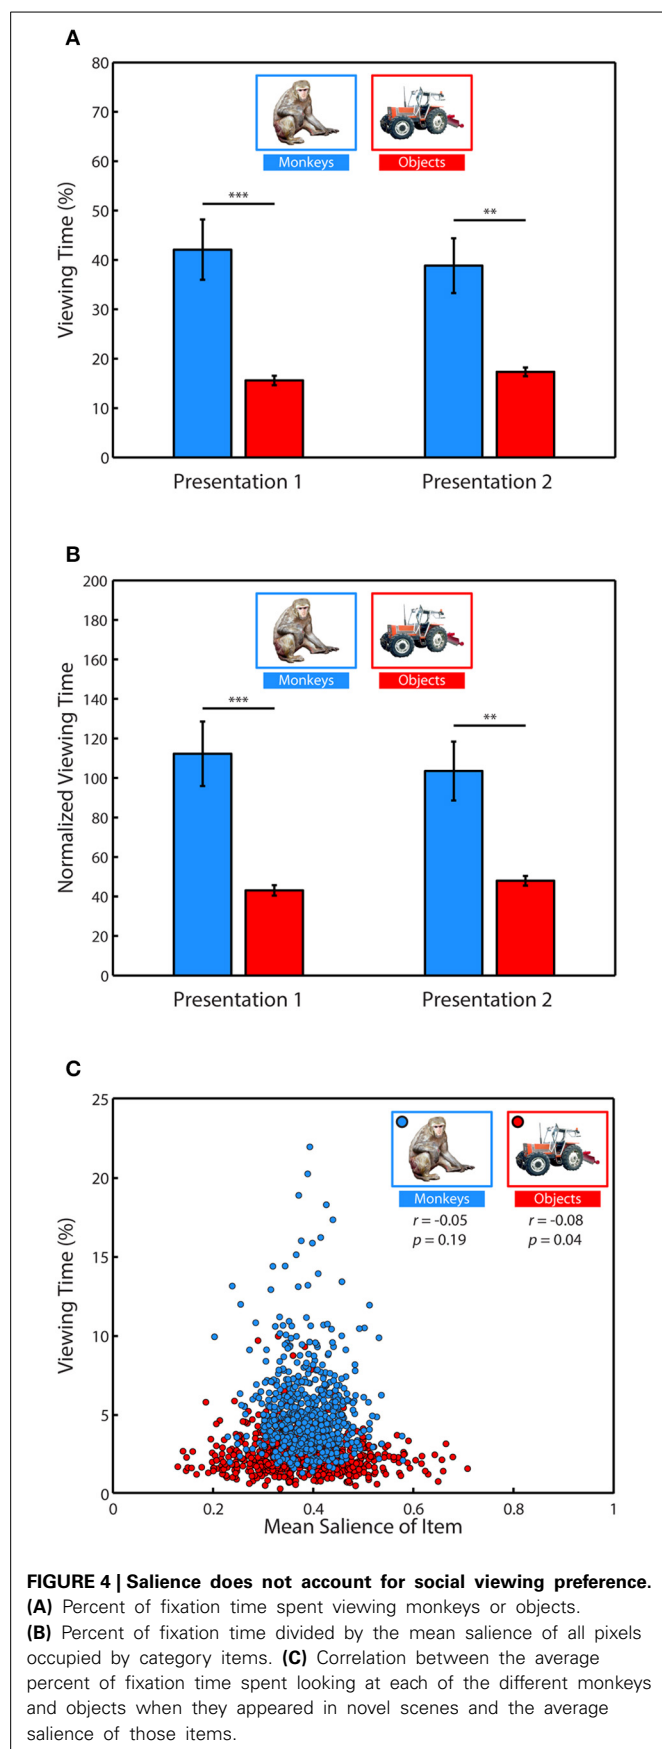 A
80
70
60
50
40
30
20
10
0
Viewing Time (%)
Monkeys
Objects
***
**
Presentation 1
Presentation 2
B
200
180
160
140
120
100
80
60
40
20
0
Normalized Viewing Time
Monkeys
Objects
***
**
Presentation 1
Presentation 2
C
25
20
15
10
5
0
Viewing Time (%)
Monkeys
Objects
r = -0.05
r = -0.08
p = 0.19
p = 0.04
0
0.2
0.4
0.6
0.8
1
Mean Salience of Item
FIGURE 4 | Salience does not account for social viewing preference.
(A) Percent of fixation time spent viewing monkeys or objects.
(B) Percent of fixation time divided by the mean salience of all pixels
occupied by category items. (C) Correlation between the average
percent of fixation time spent looking at each of the different monkeys
and objects when they appeared in novel scenes and the average
salience of those items.